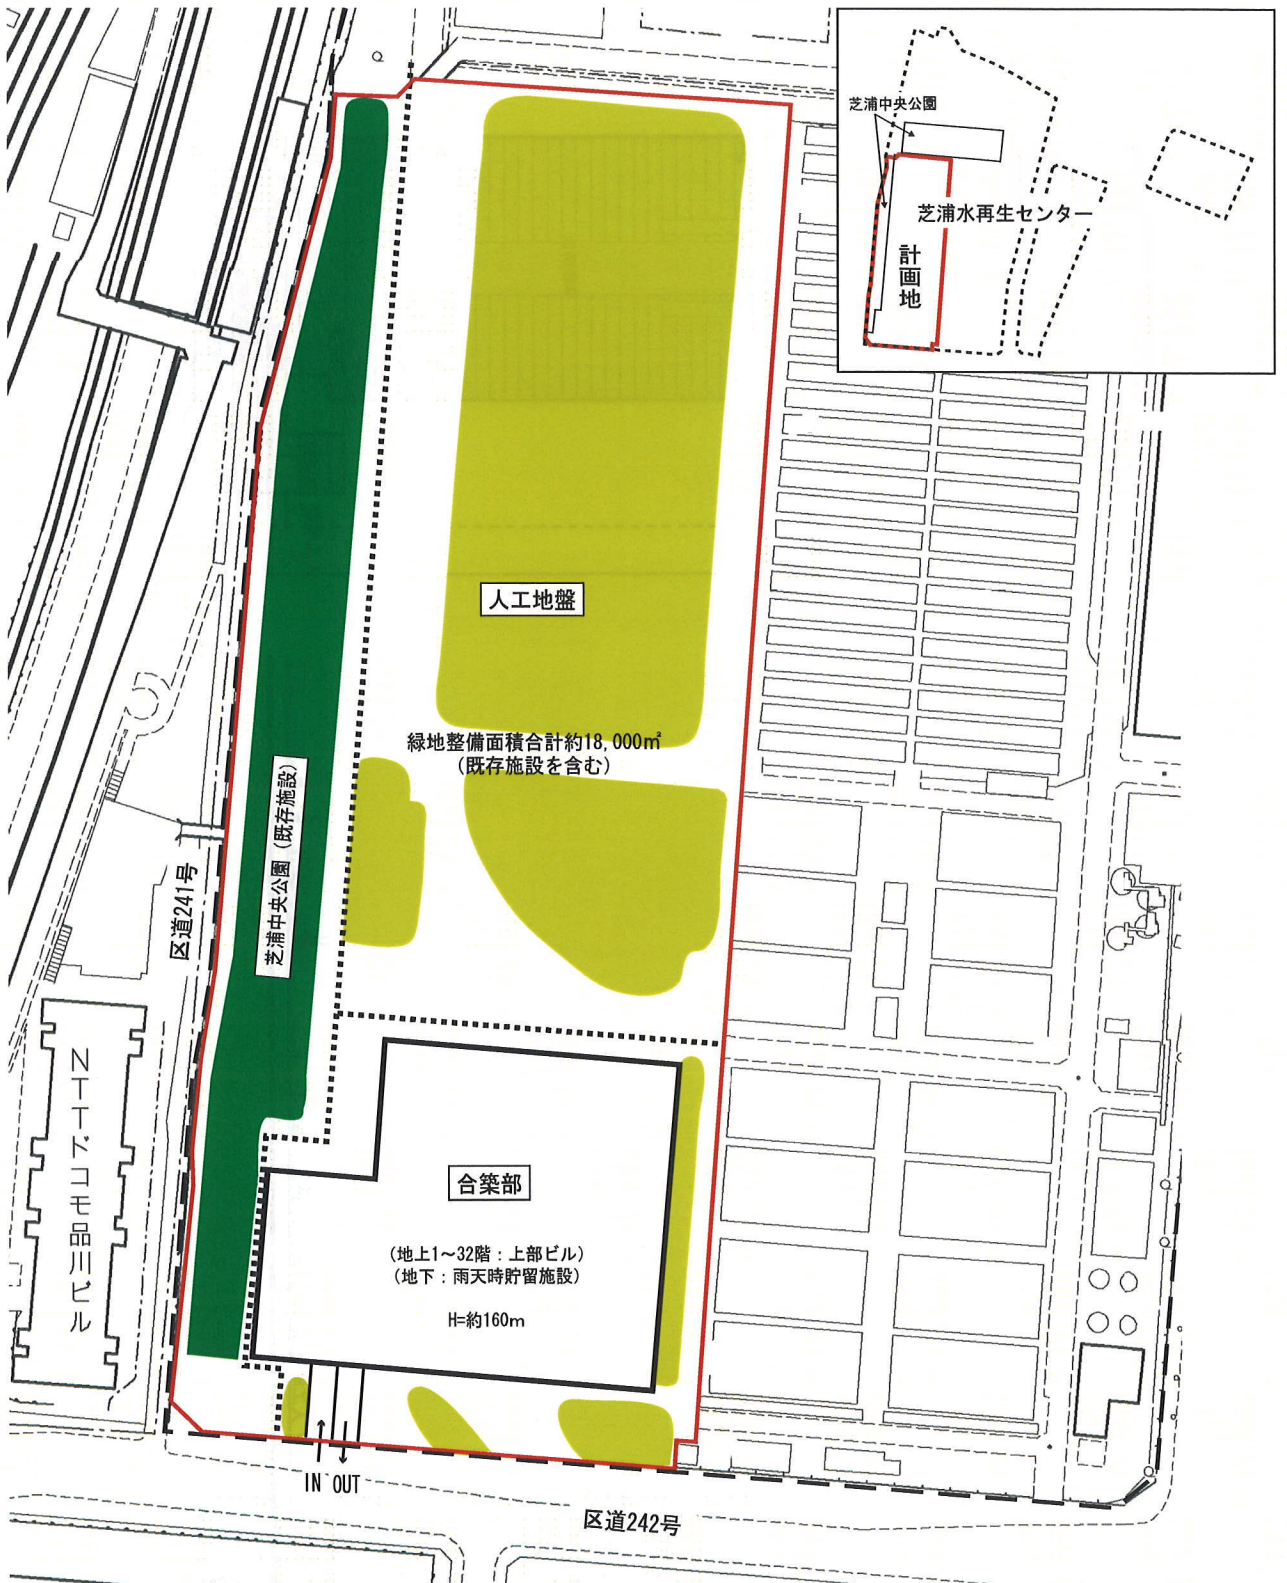 芝浦中央公園
芝浦水再生センター
計画地
人工地盤
緑地整備面積合計約18,000㎡
(既存施設を含む)
芝浦中央公園(既存施設)
区道241号
NTTドコモ品川ビル
合築部
(地上1～32階：上部ビル)
(地下：雨天時貯留施設)
H=約160m
IN OUT
区道242号